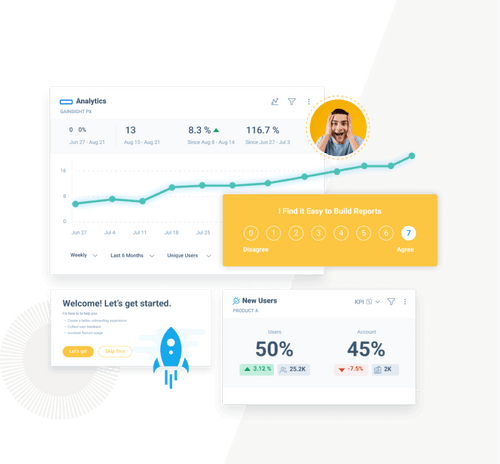 Analytics
GAINSIGHT PX
0 0% 13 8.3 % 116.7 %
Jun 27 - Aug 21 Aug 13 - Aug 21 Since Aug 8 - Aug 14 Since Jun 27 - Jul 3
14
7
0
Jun 27 Jul 4 Jul 11 Jul 18 Jul 25
Weekly Last 6 Months Unique Users
I Find it Easy to Build Reports
0 1 2 3 4 5 6 7
Disagree Agree
Welcome! Let's get started.
I'm here to to help you:
Create a better onboarding experience
Collect user feedback
Increase feature usage
Let's go! Skip Tour
New Users KPI
PRODUCT A
Users Account
50% 45%
3.12 % 25.2K -7.5% 2K